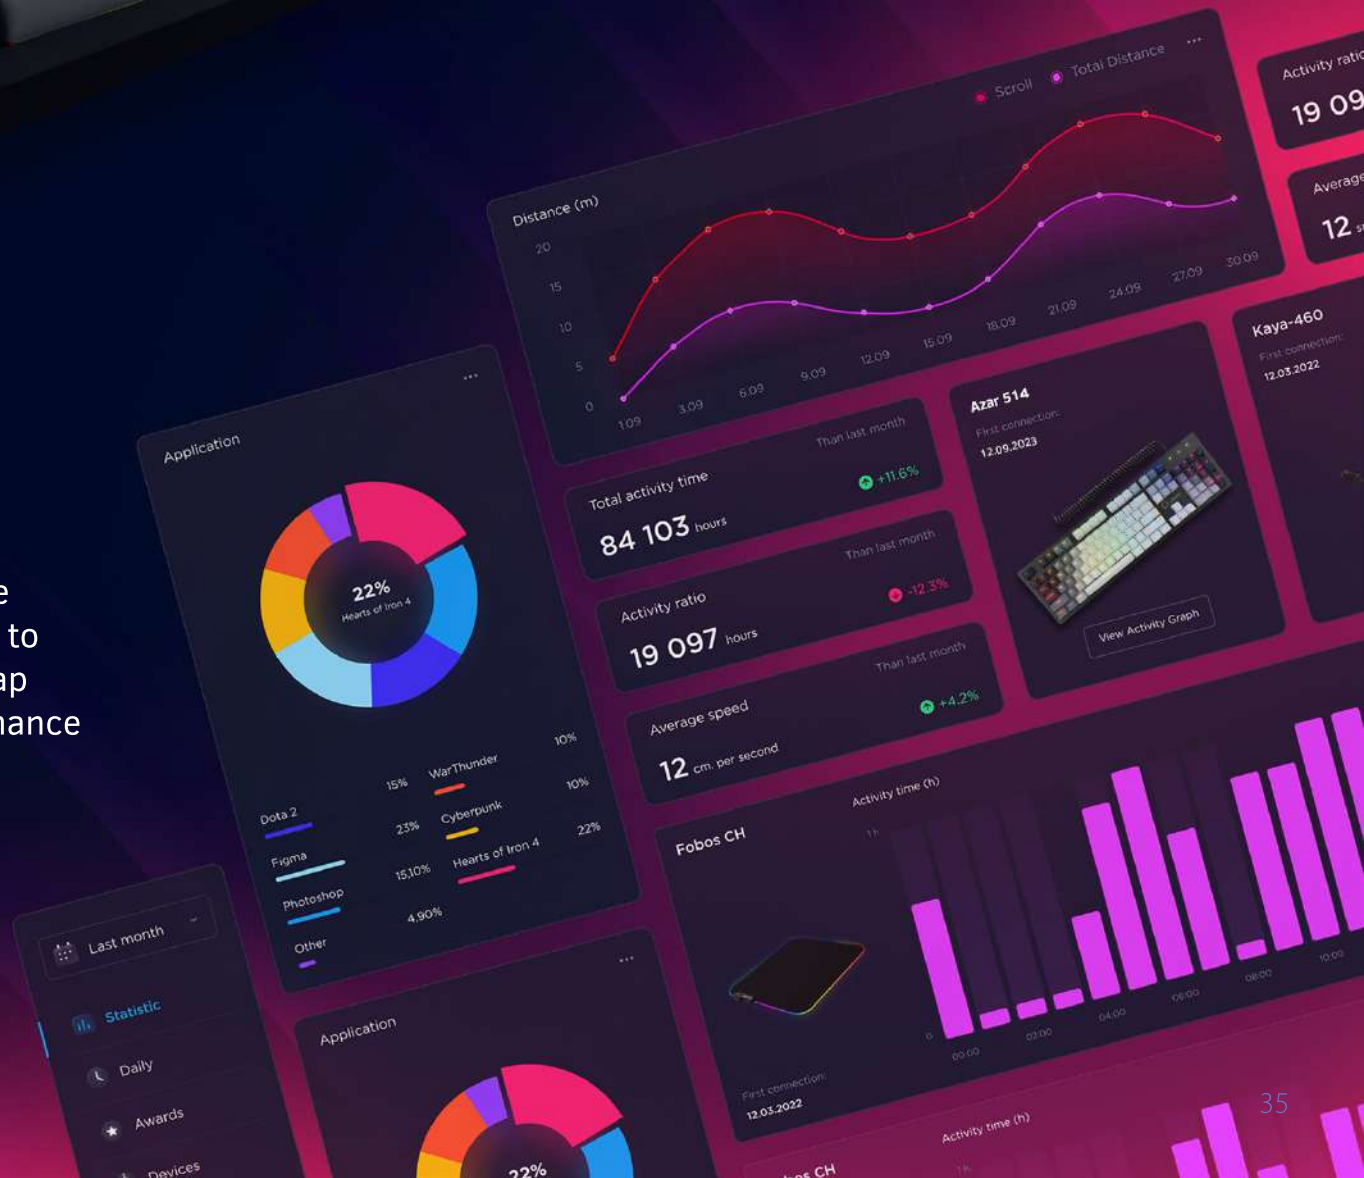 to
Scroll
Total Distance
Distance (m)
20
15
10
5
0
1.09
3.09
6.09
9.09
12.09
15.09
18.09
21.09
24.09
27.09
30.09
Activity
19 09
Average
12
Application
22%
Hearts of Iron 4
Dota 2
15%
WarThunder
10%
Figma
23%
Cyberpunk
10%
Photoshop
15,10%
Hearts of Iron 4
22%
Other
4,90%
Total activity time
Than last month
84 103 hours
+11.6%
Activity ratio
Than last month
19 097 hours
-12.3%
Average speed
Than last month
12 cm. per second
+4.2%
Azar 514
First connection:
12.09.2023
View Activity Graph
Kaya-460
First connection:
12.03.2022
Fobos CH
Activity time (h)
1 h
0
00:00
02:00
04:00
06:00
08:00
10:00
First connection:
12.03.2022
Last month
Statistic
Daily
Awards
Devices
Application
22%
Activity time (h)
1 h
CH
35